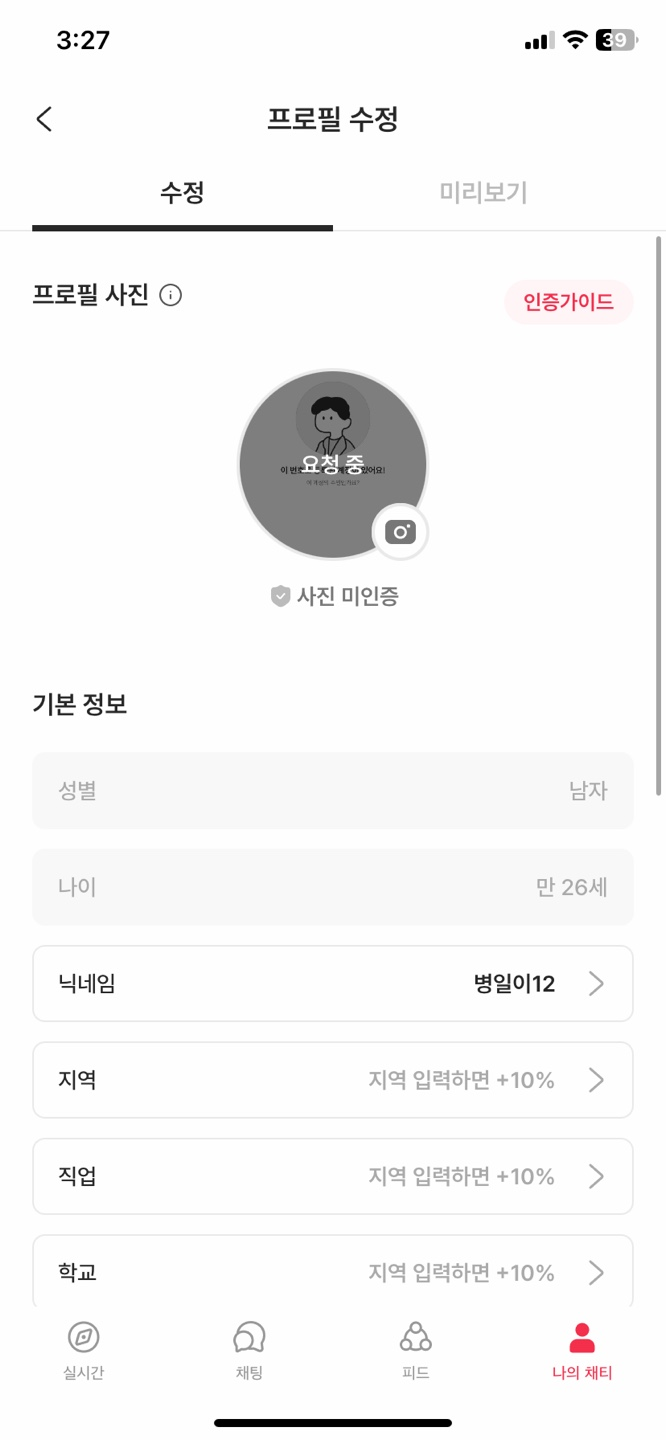 3:27
39
프로필 수정
수정
미리보기
프로필 사진
인증가이드
요청 중
사진 미인증
기본 정보
성별
남자
나이
만 26세
닉네임
병일이12
지역
지역 입력하면 +10%
직업
지역 입력하면 +10%
학교
지역 입력하면 +10%
실시간
채팅
피드
나의 채티